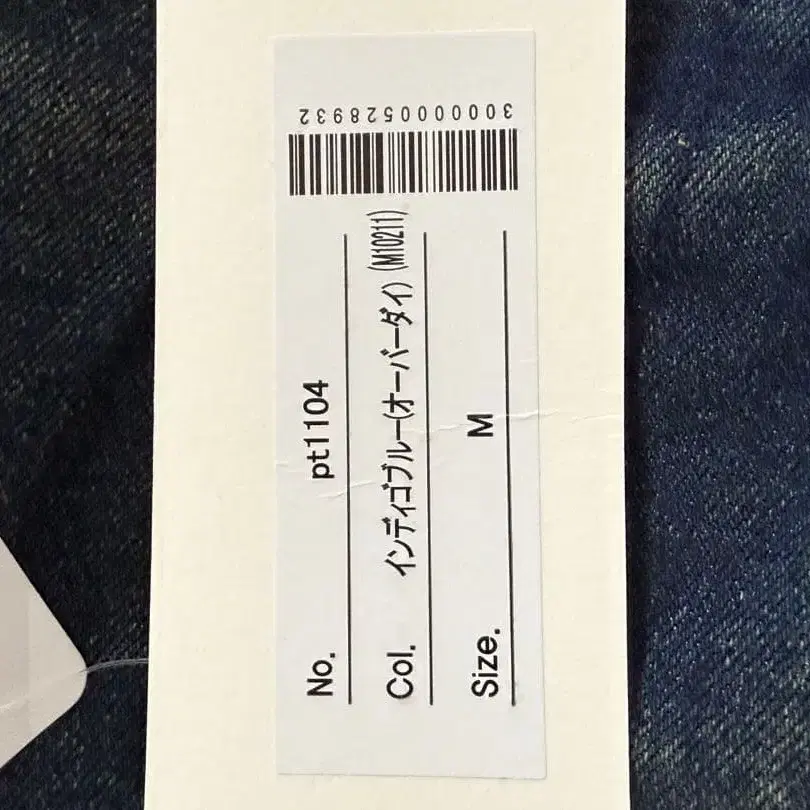 No. pt1104
Col. インディゴブルー(オーバーダイ) (M10211)
Size. M
3000000528932